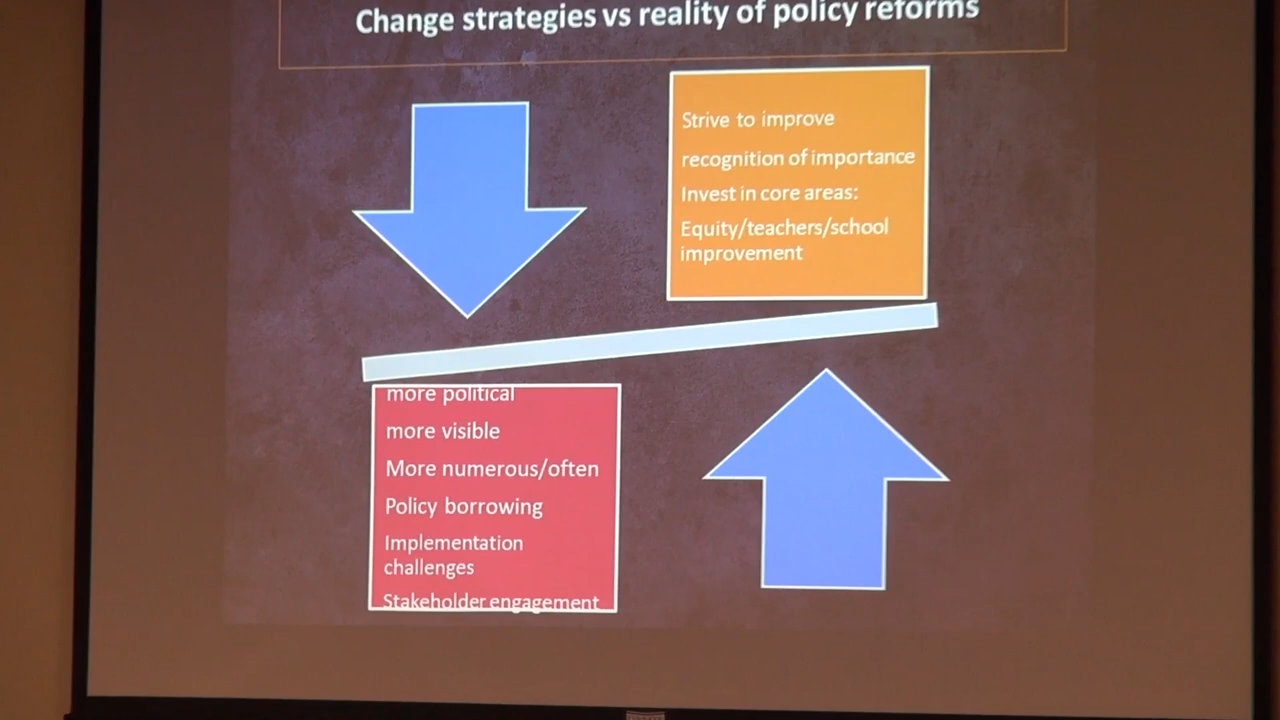 Change strategies vs reality of policy reforms
Strive to improve
recognition of importance
Invest in core areas:
Equity/teachers/school
improvement
more political
more visible
More numerous/often
Policy borrowing
Implementation
challenges
Stakeholder engagement